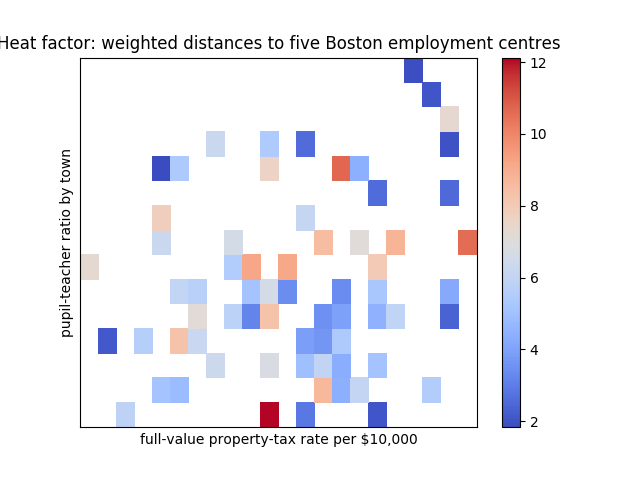 Heat factor: weighted distances to five Boston employment centres
pupil-teacher ratio by town
full-value property-tax rate per $10,000
12
10
8
6
4
2